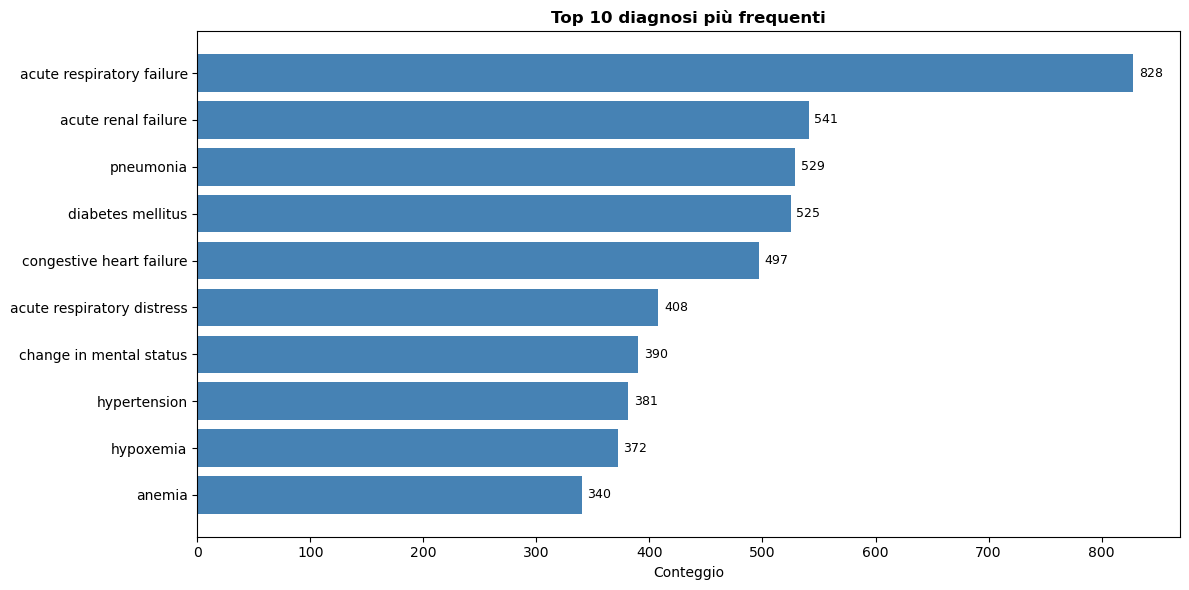 Top 10 diagnosi più frequenti
acute respiratory failure 828
acute renal failure 541
pneumonia 529
diabetes mellitus 525
congestive heart failure 497
acute respiratory distress 408
change in mental status 390
hypertension 381
hypoxemia 372
anemia 340
0 100 200 300 400 500 600 700 800
Conteggio